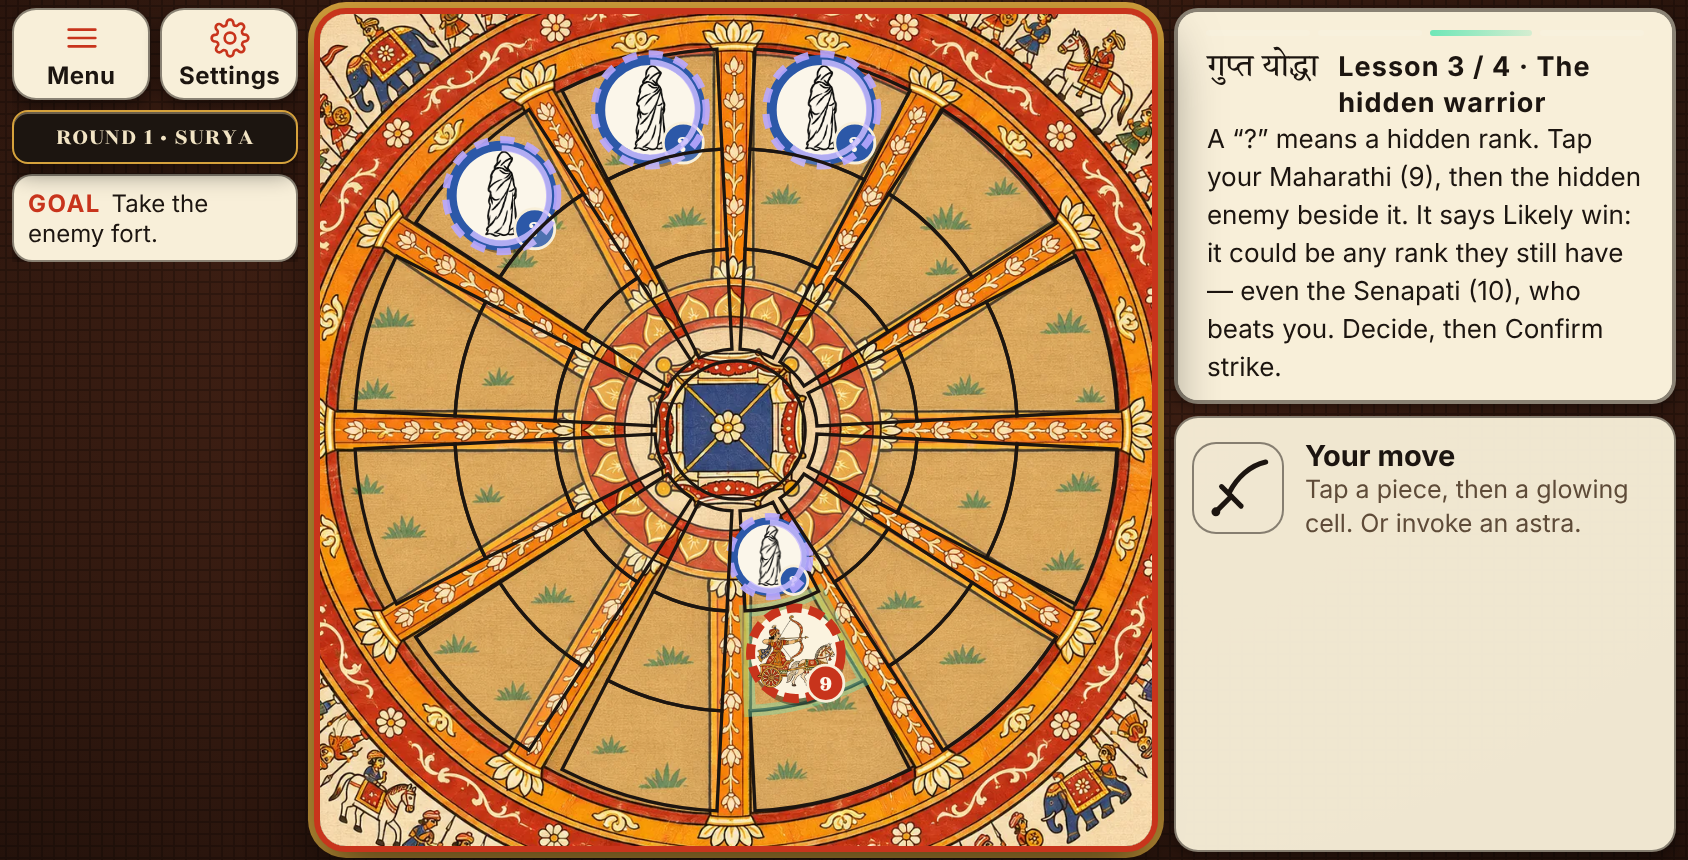 Menu
Settings
ROUND 1 • SURYA
GOAL Take the
enemy fort.
?
?
?
?
9
गुप्त योद्धा Lesson 3 / 4 · The
hidden warrior
A “?” means a hidden rank. Tap
your Maharathi (9), then the hidden
enemy beside it. It says Likely win:
it could be any rank they still have
— even the Senapati (10), who
beats you. Decide, then Confirm
strike.
Your move
Tap a piece, then a glowing
cell. Or invoke an astra.